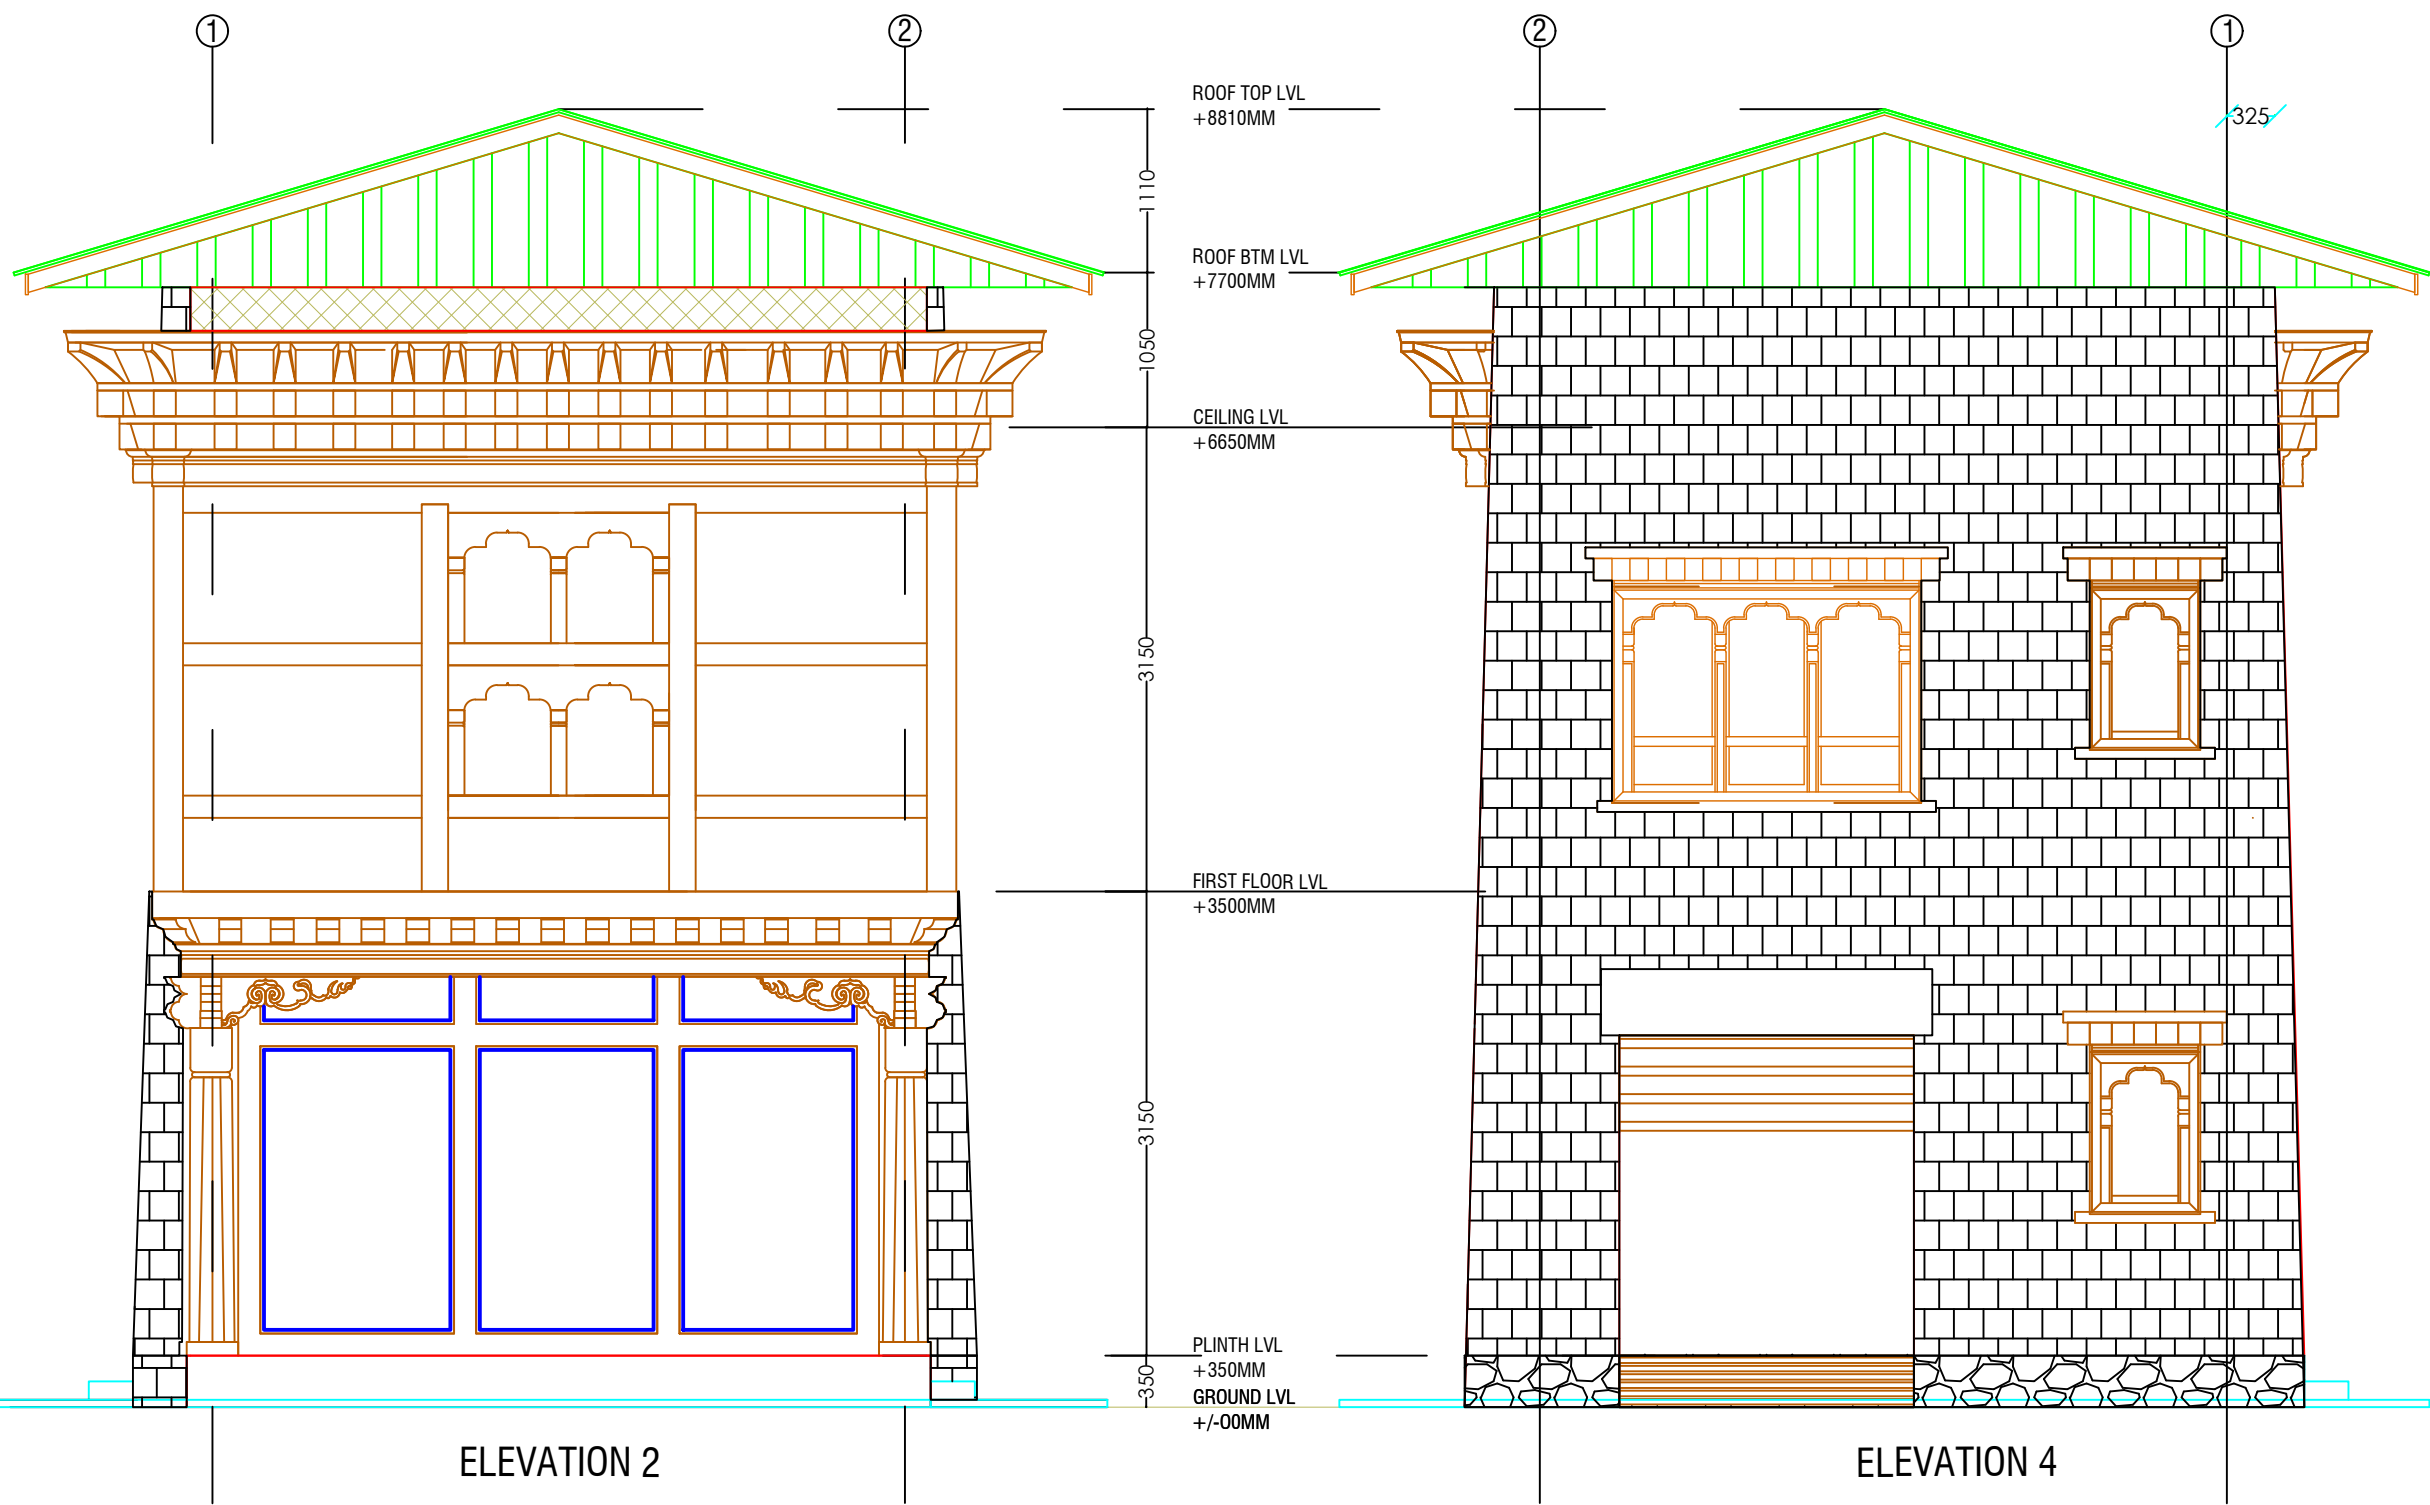 1
2
2
1
ROOF TOP LVL
+8810MM
325
1110
ROOF BTM LVL
+7700MM
1050
CEILING LVL
+6650MM
3150
FIRST FLOOR LVL
+3500MM
3150
PLINTH LVL
+350MM
350
GROUND LVL
+/-00MM
ELEVATION 2
ELEVATION 4